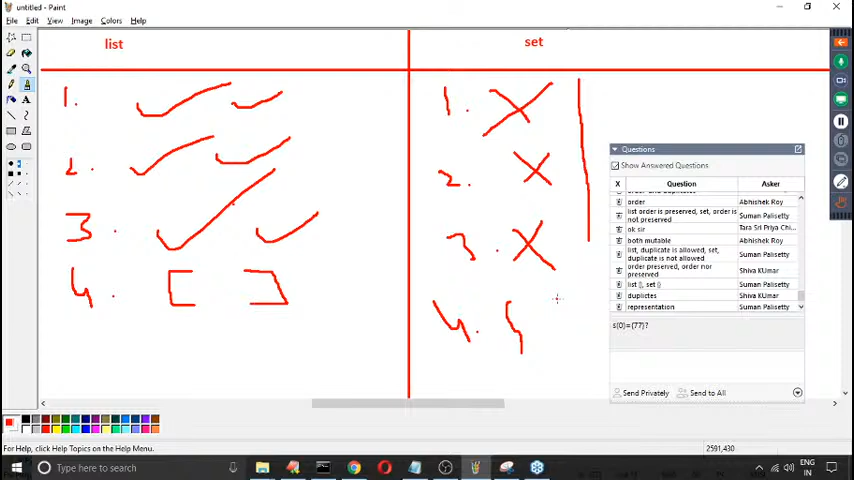 untitled - Paint
File Edit View Image Colors Help
list
set
1.
2.
3.
4. [ ]
1.
2.
3.
4. {
Questions
Show Answered Questions
X Question Asker
order Abhishek Roy
list order is preserved, set, order is not preserved Suman Palisetty
ok sir Tara Sri Priya Chi...
both mutable Abhishek Roy
list, duplicate is allowed, set, duplicate is not allowed Suman Palisetty
order preserved, order nor preserved Shiva KUmar
list [], set {} Suman Palisetty
duplictes Shiva KUmar
representation Suman Palisetty
s(0)={77}?
Send Privately Send to All
For Help, click Help Topics on the Help Menu.
2591,430
Type here to search
ENG
IN